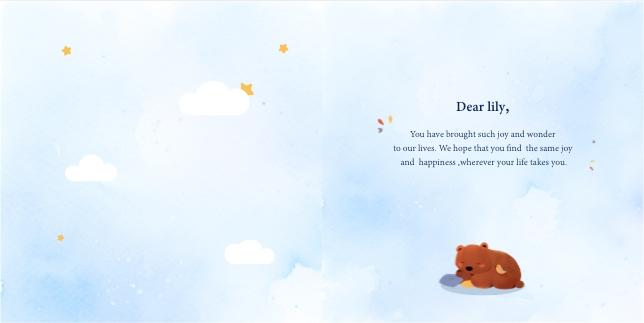 Dear lily,
You have brought such joy and wonder
to our lives. We hope that you find  the same joy
and  happiness ,wherever your life takes you.